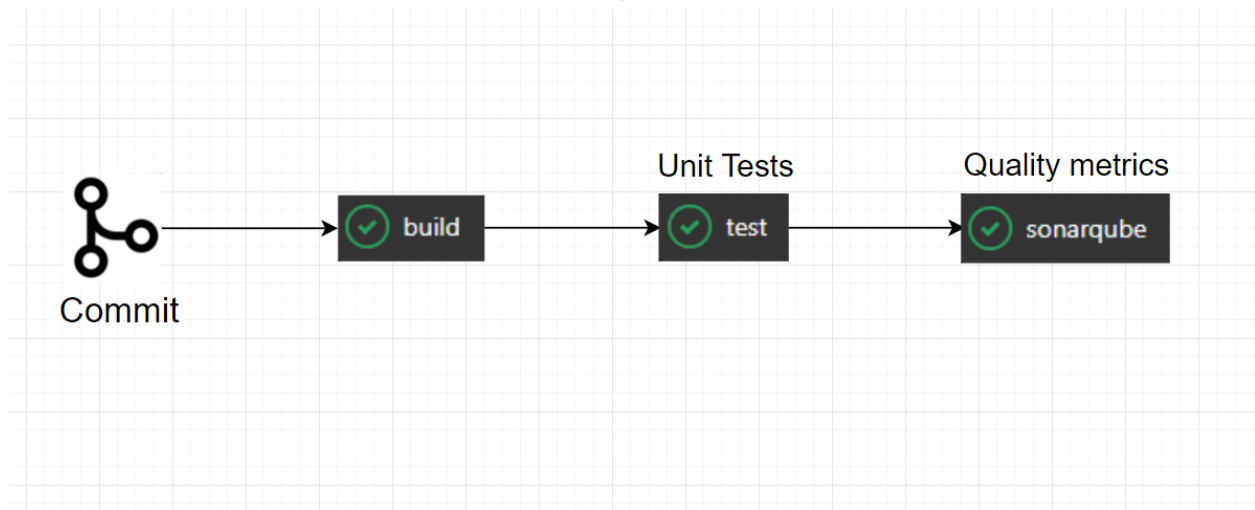 Commit
build
Unit Tests
test
Quality metrics
sonarqube